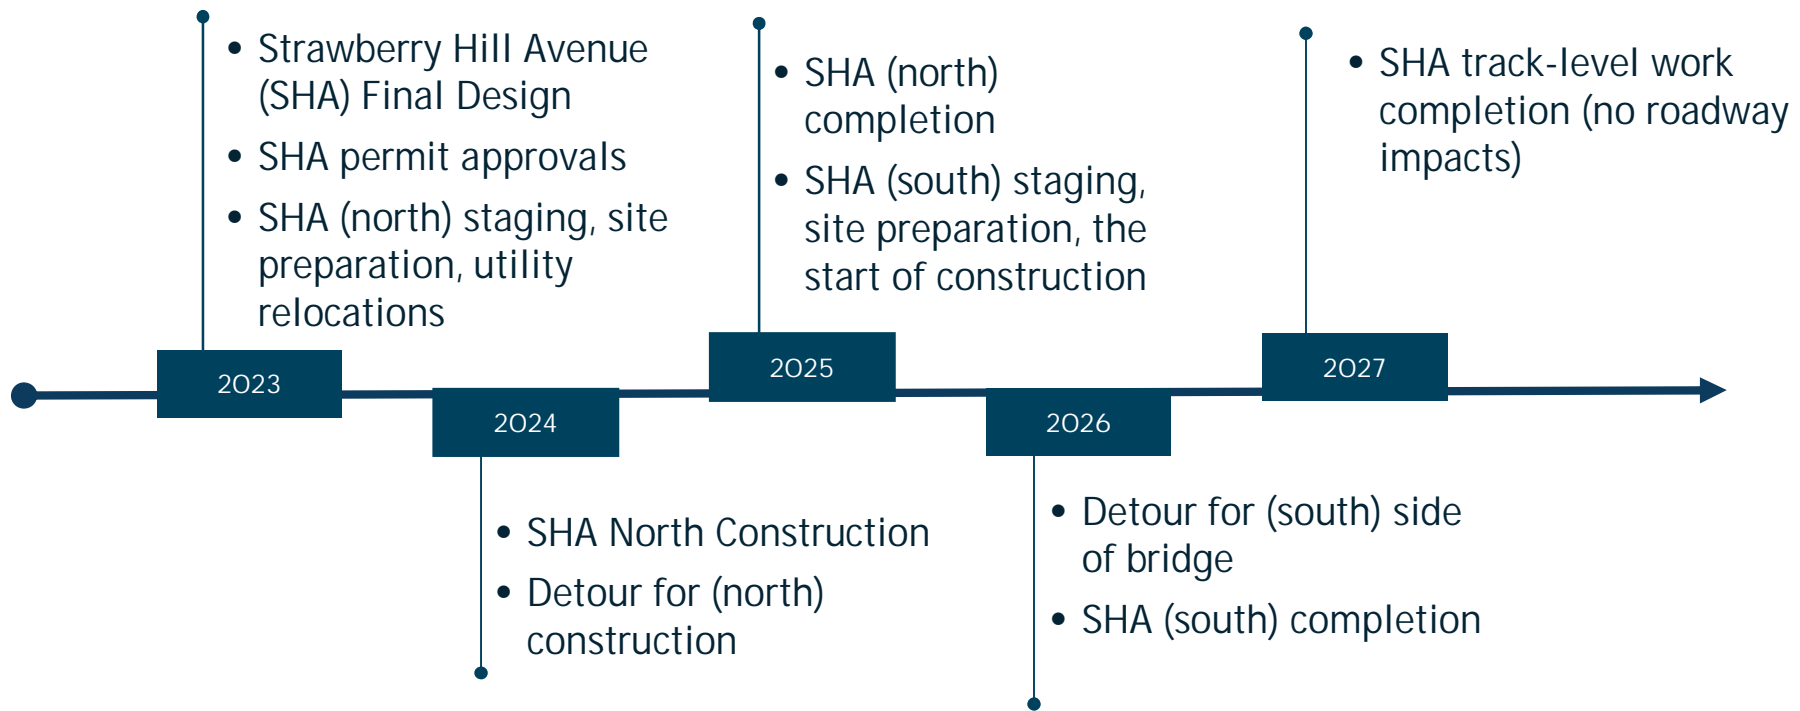 • Strawberry Hill Avenue
(SHA) Final Design
• SHA permit approvals
• SHA (north) staging, site
preparation, utility
relocations
2023
SHA North Construction
2024
• SHA North Construction
• Detour for (north)
construction
• SHA (north)
completion
• SHA (south) staging,
site preparation, the
start of construction
2025
2026
• Detour for (south) side
of bridge
• SHA (south) completion
• SHA track-level work
completion (no roadway
impacts)
2027